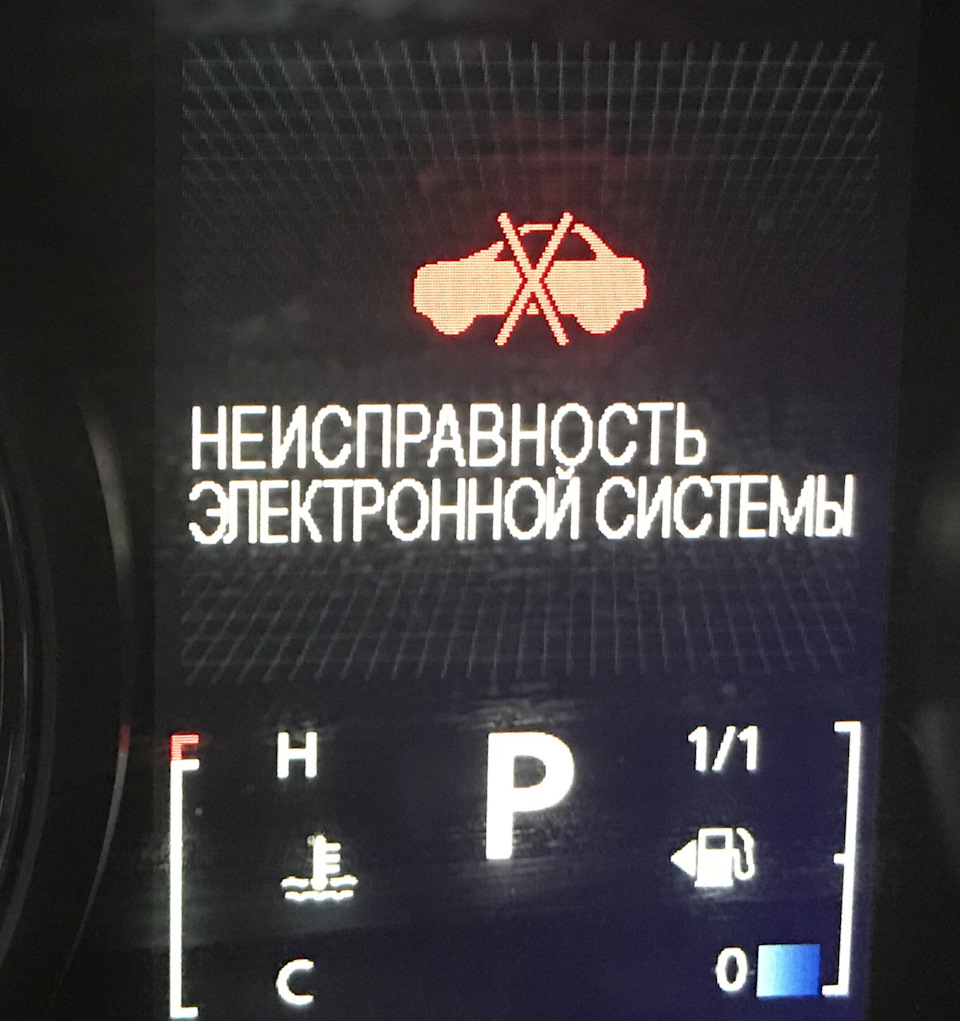 НЕИСПРАВНОСТЬ
ЭЛЕКТРОННОЙ СИСТЕМЫ
H P 1/1
C 0